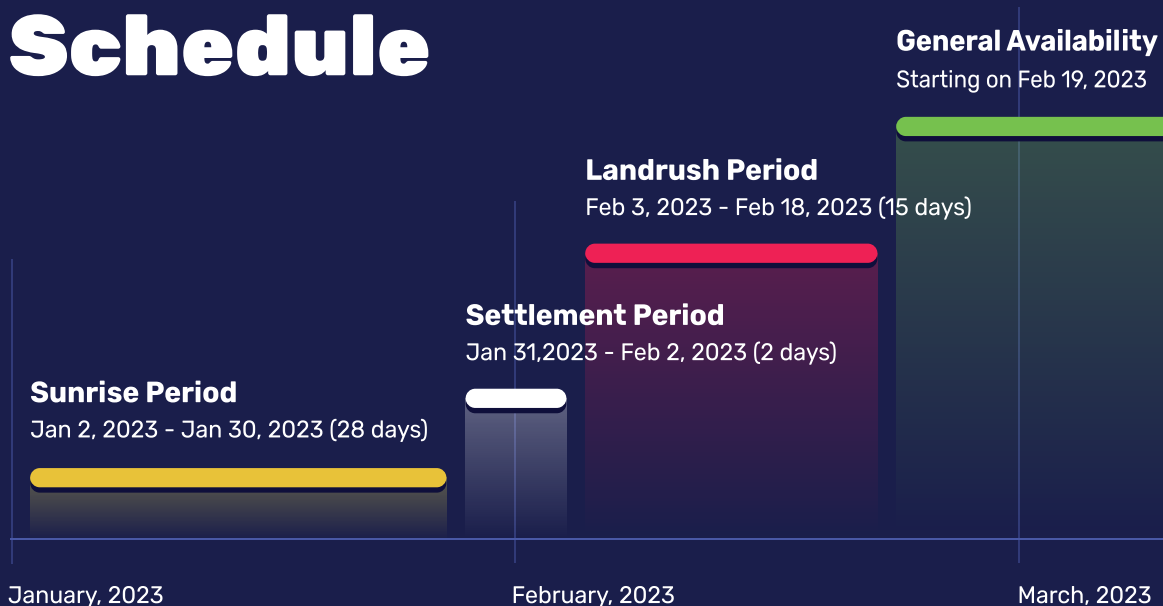 Schedule
General Availability
Starting on Feb 19, 2023
Landrush Period
Feb 3, 2023 - Feb 18, 2023 (15 days)
Settlement Period
Jan 31,2023 - Feb 2, 2023 (2 days)
Sunrise Period
Jan 2, 2023 - Jan 30, 2023 (28 days)
January, 2023
February, 2023
March, 2023